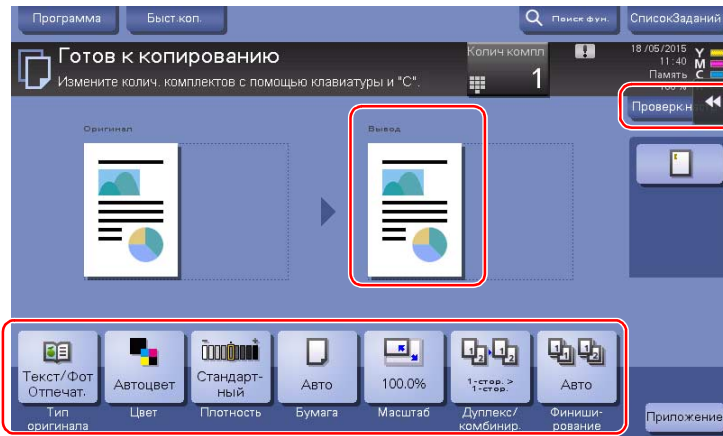 Программа
Быст.коп.
Поиск фун.
СписокЗаданий
Готов к копированию
Измените колич. комплектов с помощью клавиатуры и "С".
Колич компл
1
18 /05/2015
11:40
Память
100 %
Y
M
C
Проверк.н
Оригинал
Вывод
Текст/Фот
Отпечат.
Автоцвет
Стандарт-
ный
Авто
100.0%
1-стор. >
1-стор.
Авто
Тип
оригинала
Цвет
Плотность
Бумага
Масштаб
Дуплекс/
комбинир.
Финиши-
рование
Приложение